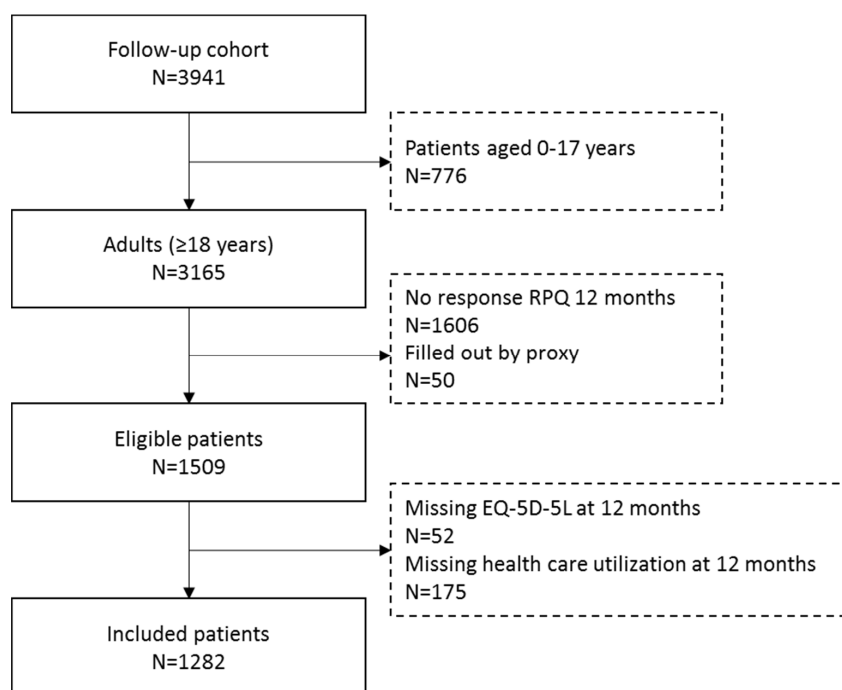 Follow-up cohort
N=3941
Patients aged 0-17 years
N=776
Adults (≥18 years)
N=3165
No response RPQ 12 months
N=1606
Filled out by proxy
N=50
Eligible patients
N=1509
Missing EQ-5D-5L at 12 months
N=52
Missing health care utilization at 12 months
N=175
Included patients
N=1282